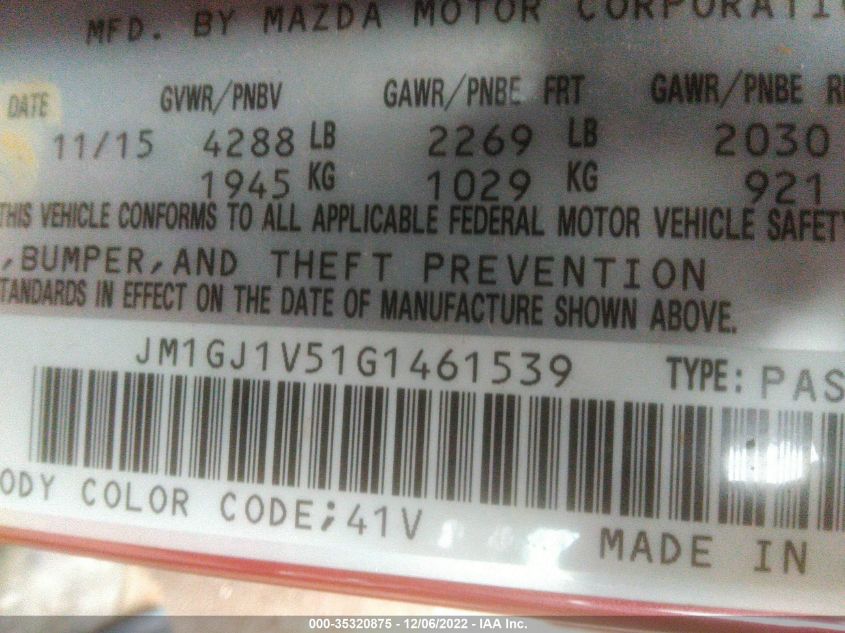 MFD. BY MAZDA MOTOR CORPORATI
DATE GVWR/PNBV GAWR/PNBE FRT GAWR/PNBE R
11/15 4288 LB 2269 LB 2030
1945 KG 1029 KG 921
THIS VEHICLE CONFORMS TO ALL APPLICABLE FEDERAL MOTOR VEHICLE SAFETY
,BUMPER,AND THEFT PREVENTION
TANDARDS IN EFFECT ON THE DATE OF MANUFACTURE SHOWN ABOVE.
JM1GJ1V51G1461539 TYPE: PAS
ODY COLOR CODE;41V
MADE IN
000-35320875 - 12/06/2022 - IAA Inc.